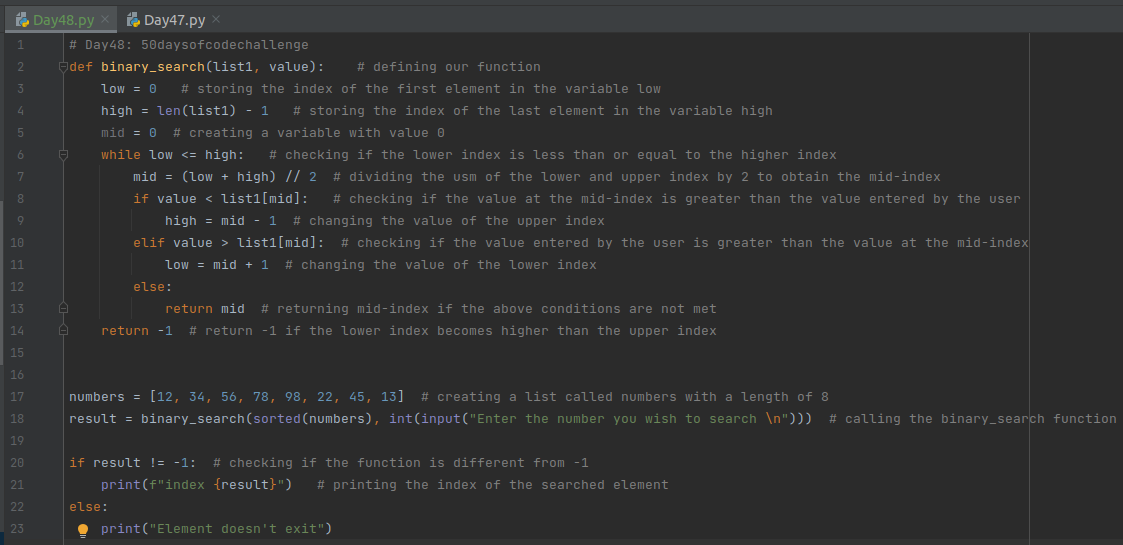 Day48.py × Day47.py ×
1 # Day48: 50daysofcodechallenge
2 def binary_search(list1, value):    # defining our function
3     low = 0   # storing the index of the first element in the variable low
4     high = len(list1) - 1   # storing the index of the last element in the variable high
5     mid = 0  # creating a variable with value 0
6     while low <= high:   # checking if the lower index is less than or equal to the higher index
7         mid = (low + high) // 2  # dividing the usm of the lower and upper index by 2 to obtain the mid-index
8         if value < list1[mid]:   # checking if the value at the mid-index is greater than the value entered by the user
9             high = mid - 1  # changing the value of the upper index
10         elif value > list1[mid]:  # checking if the value entered by the user is greater than the value at the mid-index
11             low = mid + 1  # changing the value of the lower index
12         else:
13             return mid  # returning mid-index if the above conditions are not met
14     return -1  # return -1 if the lower index becomes higher than the upper index
15
16
17 numbers = [12, 34, 56, 78, 98, 22, 45, 13]  # creating a list called numbers with a length of 8
18 result = binary_search(sorted(numbers), int(input("Enter the number you wish to search \n")))  # calling the binary_search function
19
20 if result != -1:  # checking if the function is different from -1
21     print(f"index {result}")   # printing the index of the searched element
22 else:
23     print("Element doesn't exit")